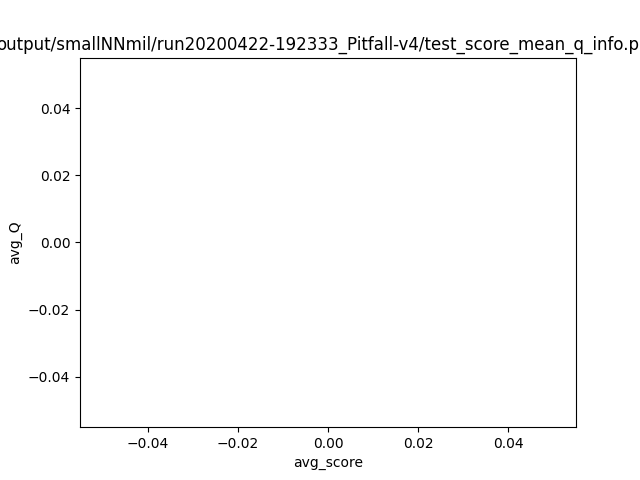 output/smallNNmil/run20200422-192333_Pitfall-v4/test_score_mean_q_info.p
0.04
0.02
0.00
−0.02
−0.04
avg_Q
−0.04 −0.02 0.00 0.02 0.04
avg_score